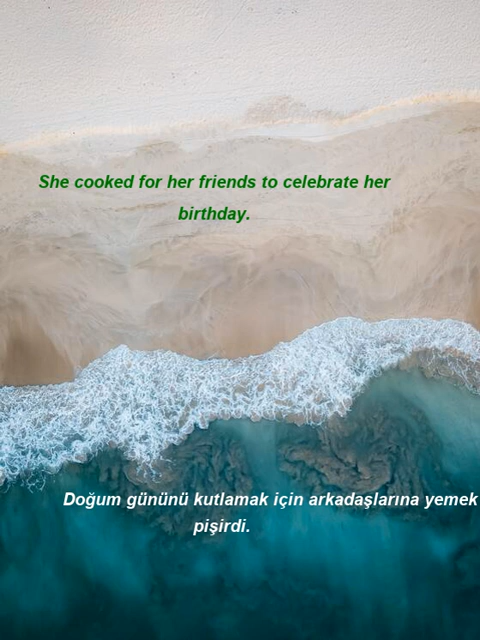 She cooked for her friends to celebrate her
birthday.
Doğum gününü kutlamak için arkadaşlarına yemek
pişirdi.